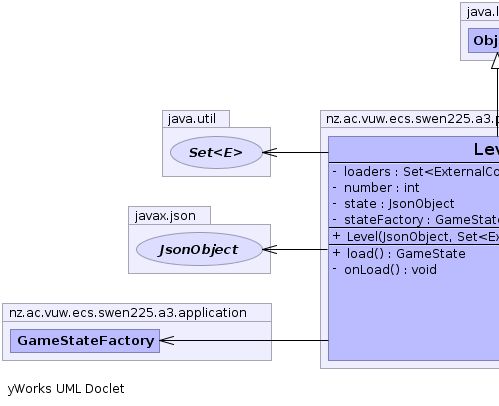 java.l
Obj
java.util
Set<E>
nz.ac.vuw.ecs.swen225.a3.p
Lev
- loaders : Set<ExternalCo
- number : int
- state : JsonObject
- stateFactory : GameState
+ Level(JsonObject, Set<Ex
+ load() : GameState
- onLoad() : void
javax.json
JsonObject
nz.ac.vuw.ecs.swen225.a3.application
GameStateFactory
yWorks UML Doclet